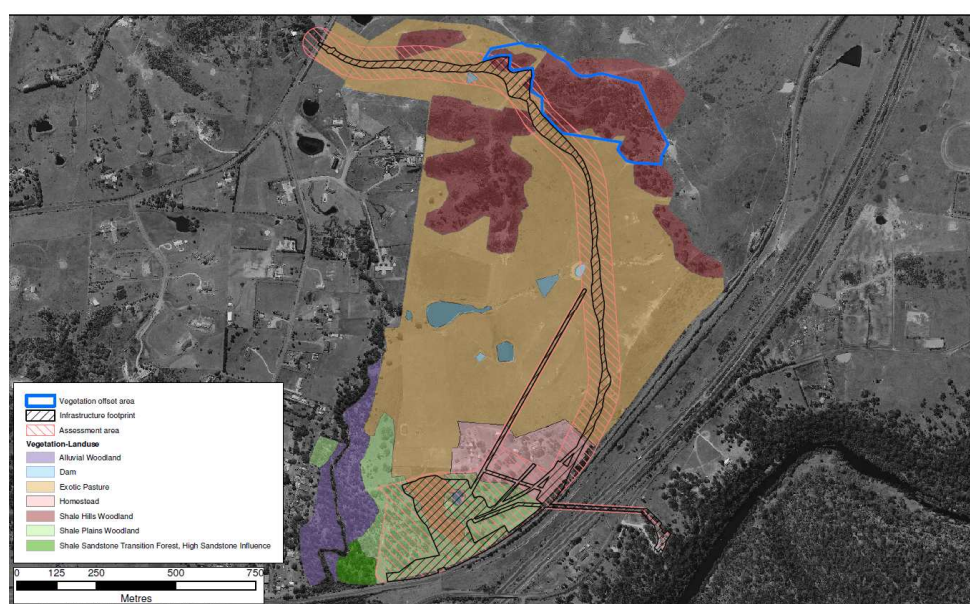 Vegetation offset area
Infrastructure footprint
Assessment area
Vegetation-Landuse
Alluvial Woodland
Dam
Exotic Pasture
Homestead
Shale Hills Woodland
Shale Plains Woodland
Shale Sandstone Transition Forest, High Sandstone Influence
0 125 250 500 750
Metres